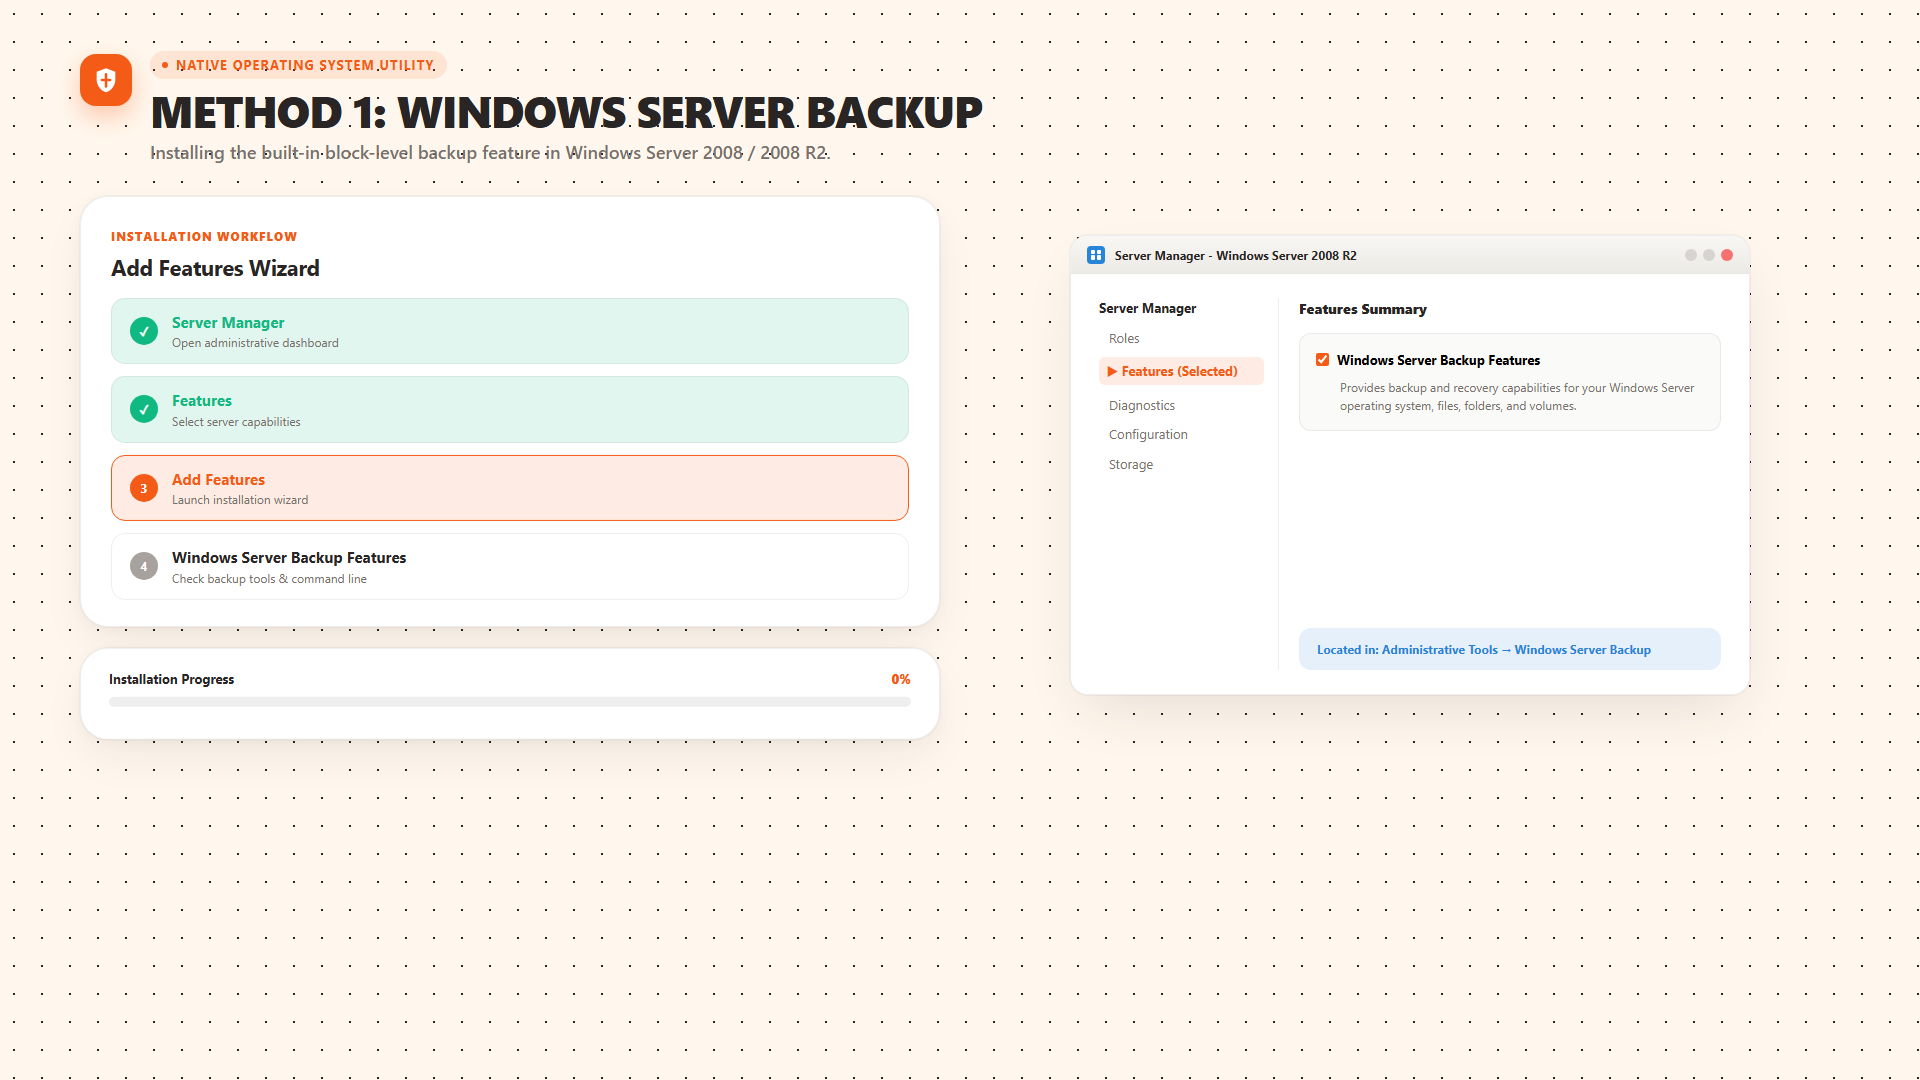 NATIVE OPERATING SYSTEM UTILITY
METHOD 1: WINDOWS SERVER BACKUP
Installing the built-in block-level backup feature in Windows Server 2008 / 2008 R2.
INSTALLATION WORKFLOW
Add Features Wizard
✓ Server Manager
Open administrative dashboard
✓ Features
Select server capabilities
3 Add Features
Launch installation wizard
4 Windows Server Backup Features
Check backup tools & command line
Installation Progress 0%
Server Manager - Windows Server 2008 R2
Server Manager
Roles
▶ Features (Selected)
Diagnostics
Configuration
Storage
Features Summary
Windows Server Backup Features
Provides backup and recovery capabilities for your Windows Server
operating system, files, folders, and volumes.
Located in: Administrative Tools → Windows Server Backup